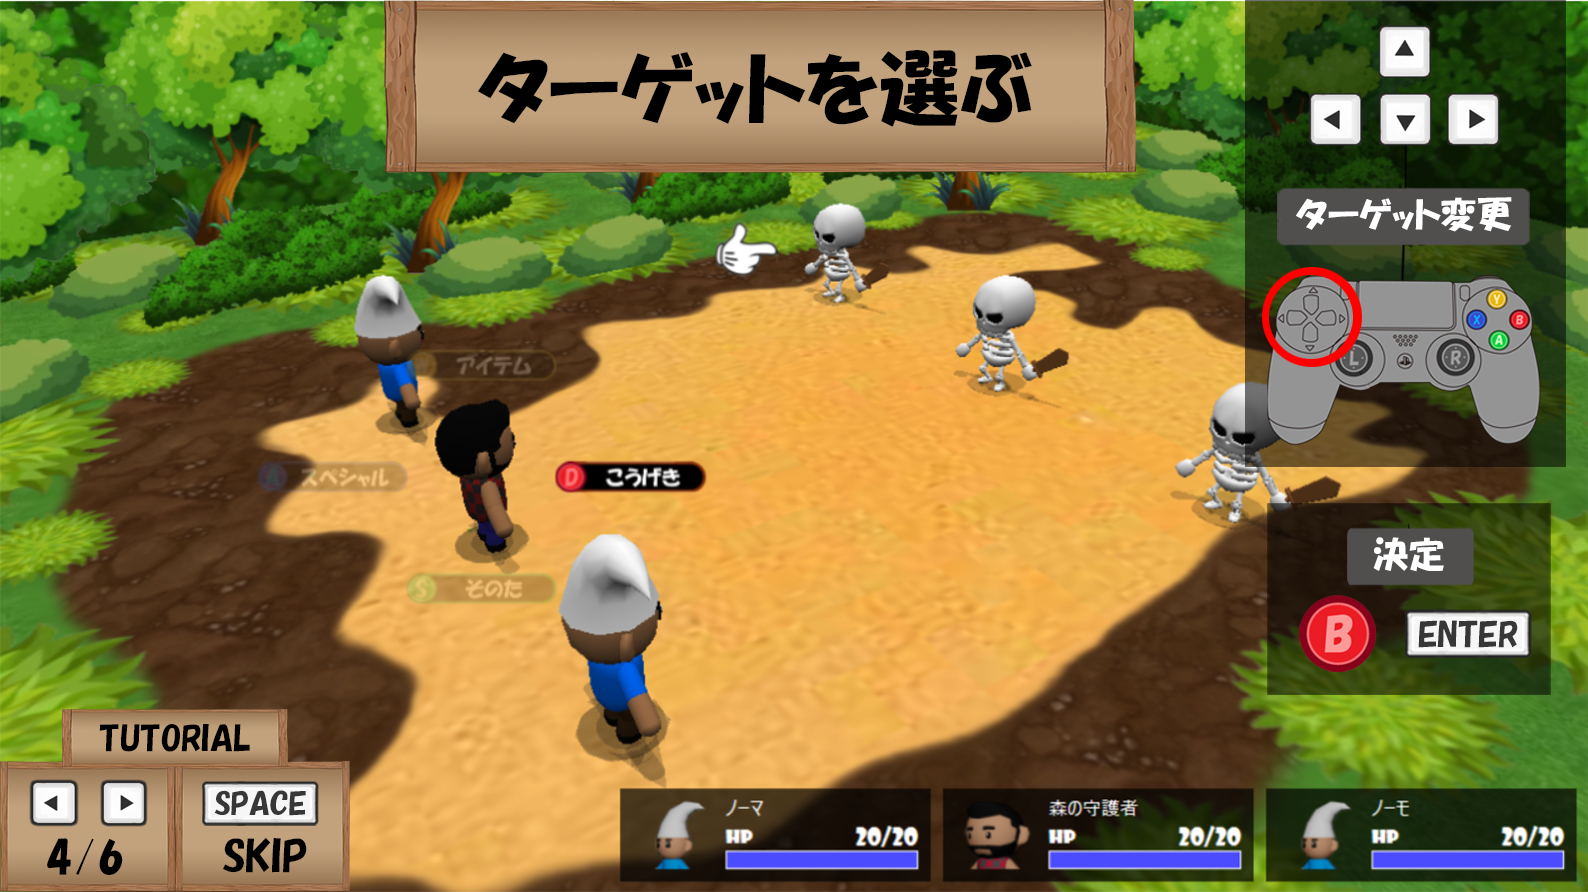 ターゲットを選ぶ
ターゲット変更
Y
X
B
A
L
R
アイテム
A スペシャル
D こうげき
S そのた
決定
B ENTER
TUTORIAL
SPACE
4/6
SKIP
ノーマ
HP 20/20
森の守護者
HP 20/20
ノーモ
HP 20/20